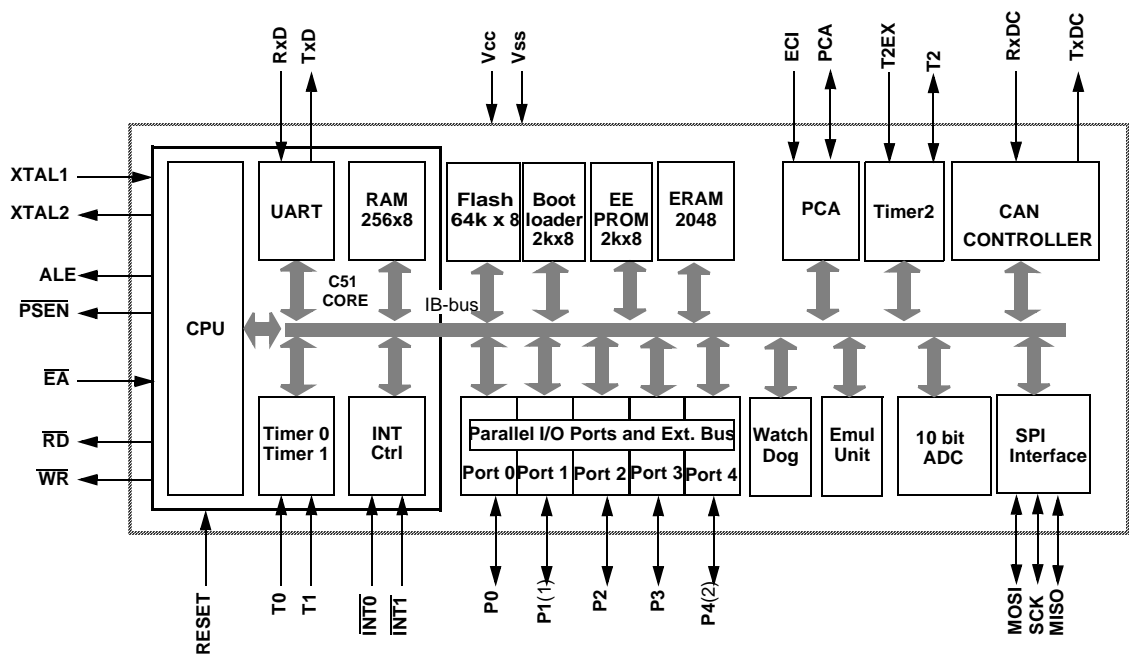 RxD
TxD
Vcc
Vss
ECI
PCA
T2EX
T2
RxDC
TxDC
XTAL1
XTAL2
ALE
PSEN
EA
RD
WR
CPU
UART
RAM
256x8
C51
CORE
IB-bus
Flash
64k x 8
Boot
loader
2kx8
EE
PROM
2kx8
ERAM
2048
PCA
Timer2
CAN
CONTROLLER
Timer 0
Timer 1
INT
Ctrl
Parallel I/O Ports and Ext. Bus
Port 0
Port 1
Port 2
Port 3
Port 4
Watch
Dog
Emul
Unit
10 bit
ADC
SPI
Interface
RESET
T0
T1
INT0
INT1
P0
P1(1)
P2
P3
P4(2)
MOSI
SCK
MISO